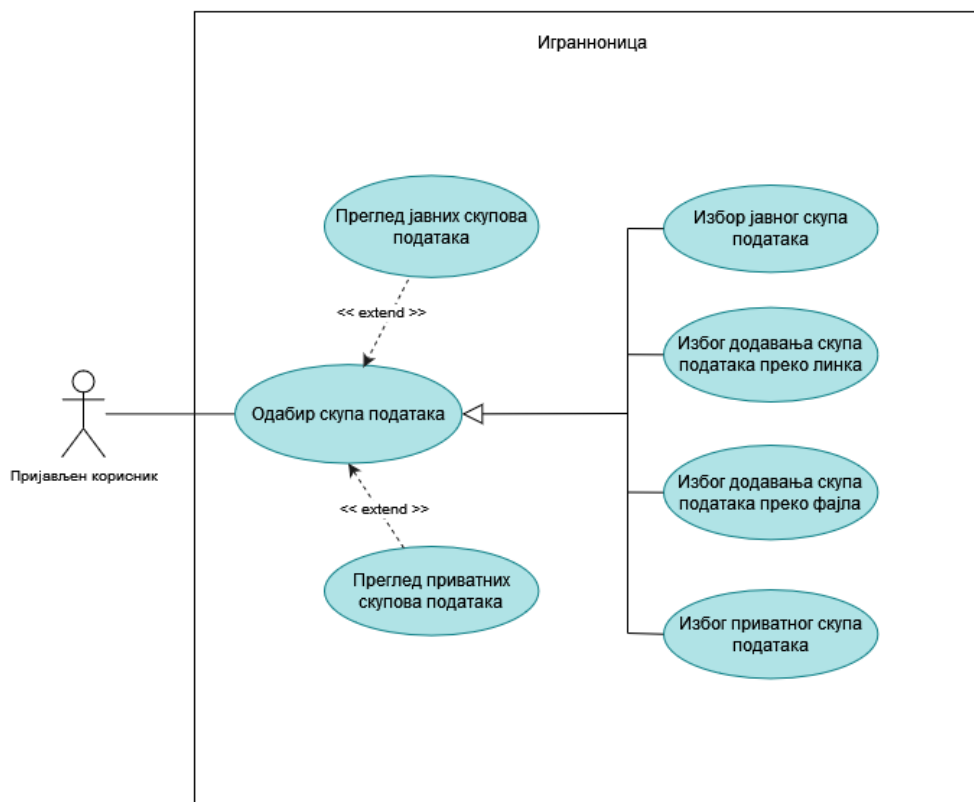 Игранноница
Преглед јавних скупова
података
Избор јавног скупа
података
<< extend >>
Избог додавања скупа
података преко линка
Одабир скупа података
Пријављен корисник
Избог додавања скупа
података преко фајла
<< extend >>
Преглед приватних
скупова података
Избог приватног скупа
података